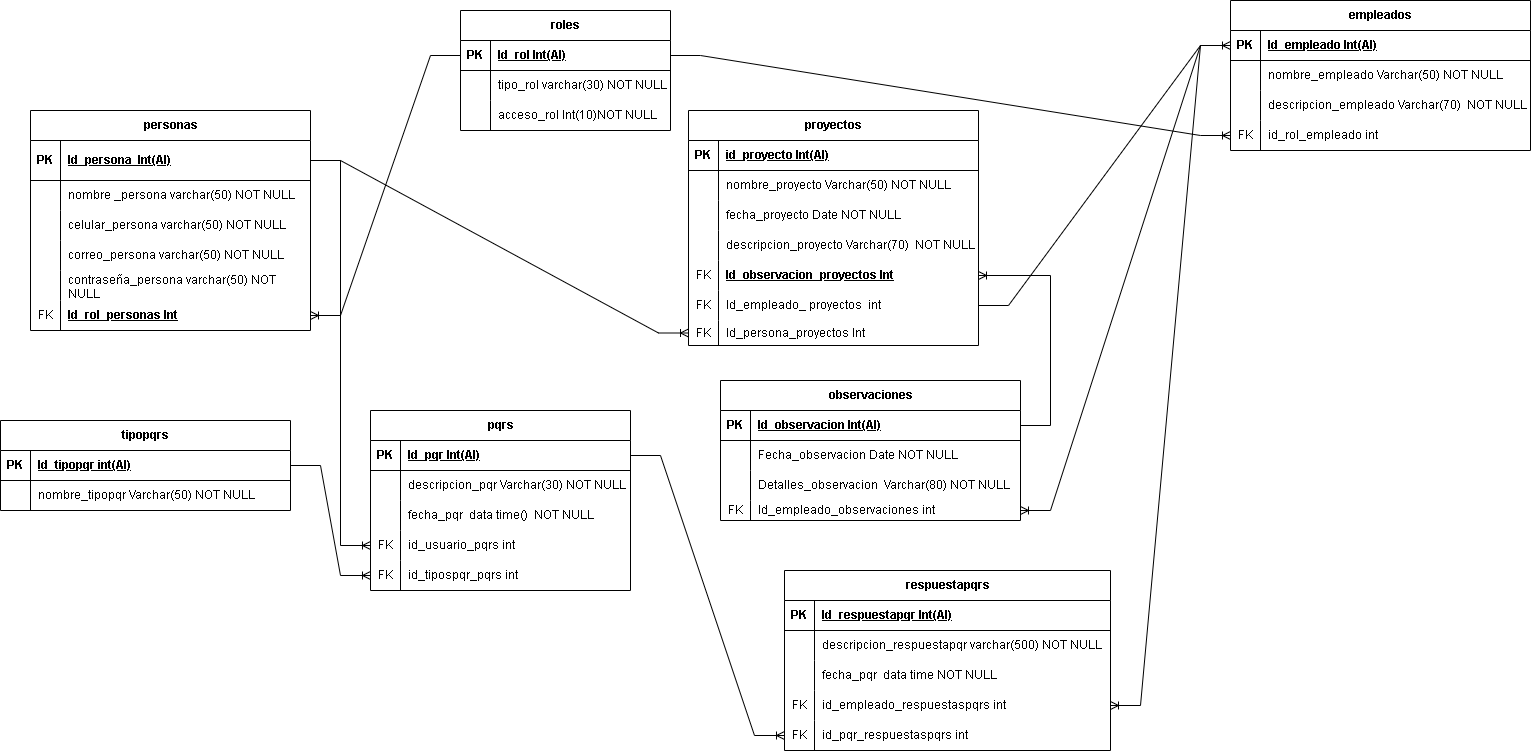 roles
PK Id_rol Int(AI)
tipo_rol varchar(30) NOT NULL
acceso_rol Int(10)NOT NULL
empleados
PK Id_empleado Int(AI)
nombre_empleado Varchar(50) NOT NULL
descripcion_empleado Varchar(70) NOT NULL
FK id_rol_empleado int
personas
PK Id_persona Int(AI)
nombre _persona varchar(50) NOT NULL
celular_persona varchar(50) NOT NULL
correo_persona varchar(50) NOT NULL
contraseña_persona varchar(50) NOT
NULL
FK Id_rol_personas Int
proyectos
PK id_proyecto Int(AI)
nombre_proyecto Varchar(50) NOT NULL
fecha_proyecto Date NOT NULL
descripcion_proyecto Varchar(70) NOT NULL
FK Id_observacion_proyectos Int
FK Id_empleado_ proyectos int
FK Id_persona_proyectos Int
observaciones
PK Id_observacion Int(AI)
Fecha_observacion Date NOT NULL
Detalles_observacion Varchar(80) NOT NULL
FK Id_empleado_observaciones int
tipopqrs
PK Id_tipopgr int(AI)
nombre_tipopqr Varchar(50) NOT NULL
pqrs
PK Id_pgr Int(AI)
descripcion_pqr Varchar(30) NOT NULL
fecha_pqr data time() NOT NULL
FK id_usuario_pqrs int
FK id_tipospqr_pqrs int
respuestapqrs
PK Id_respuestapqr Int(AI)
descripcion_respuestapqr varchar(500) NOT NULL
fecha_pqr data time NOT NULL
FK id_empleado_respuestaspqrs int
FK id_pqr_respuestaspqrs int